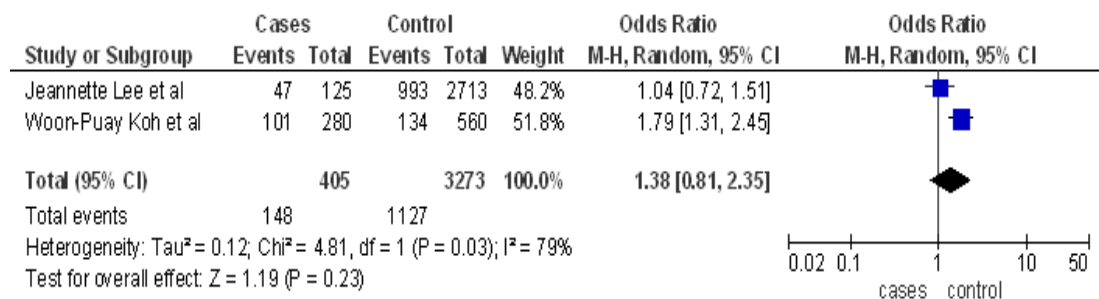 Cases Control Odds Ratio Odds Ratio
Study or Subgroup Events Total Events Total Weight M-H, Random, 95% CI M-H, Random, 95% CI
Jeannette Lee et al 47 125 993 2713 48.2% 1.04 [0.72, 1.51]
Woon-Puay Koh et al 101 280 134 560 51.8% 1.79 [1.31, 2.45]
Total (95% CI) 405 3273 100.0% 1.38 [0.81, 2.35]
Total events 148 1127
Heterogeneity: Tau² = 0.12; Chi² = 4.81, df = 1 (P = 0.03); I² = 79%
Test for overall effect: Z = 1.19 (P = 0.23)
0.02 0.1 1 10 50
cases control